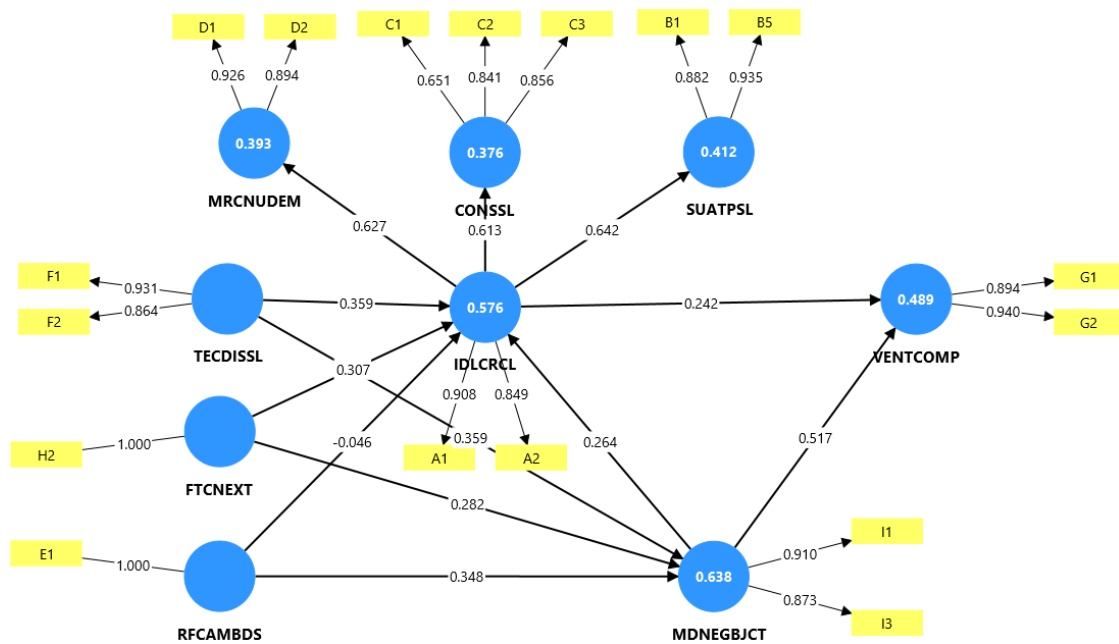 D1
D2
C1
C2
C3
B1
B5
0.926
0.894
0.651
0.841
0.856
0.882
0.935
0.393
0.376
0.412
MRCNUDEM
CONSSL
SUATPSL
0.627
0.613
0.642
F1
0.931
F2
0.864
TECDISSL
0.359
0.576
IDLCRCL
0.242
0.489
VENTCOMP
0.894
G1
0.940
G2
0.307
0.908
0.849
H2
1.000
FTCNEXT
-0.046
0.359
A1
A2
0.264
0.517
0.282
E1
1.000
RFCAMBDS
0.348
0.638
MDNEGBJCT
0.910
I1
0.873
I3